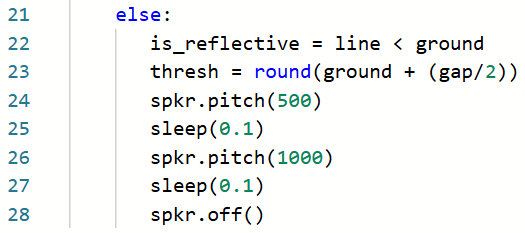 21 else:
22 is_reflective = line < ground
23 thresh = round(ground + (gap/2))
24 spkr.pitch(500)
25 sleep(0.1)
26 spkr.pitch(1000)
27 sleep(0.1)
28 spkr.off()